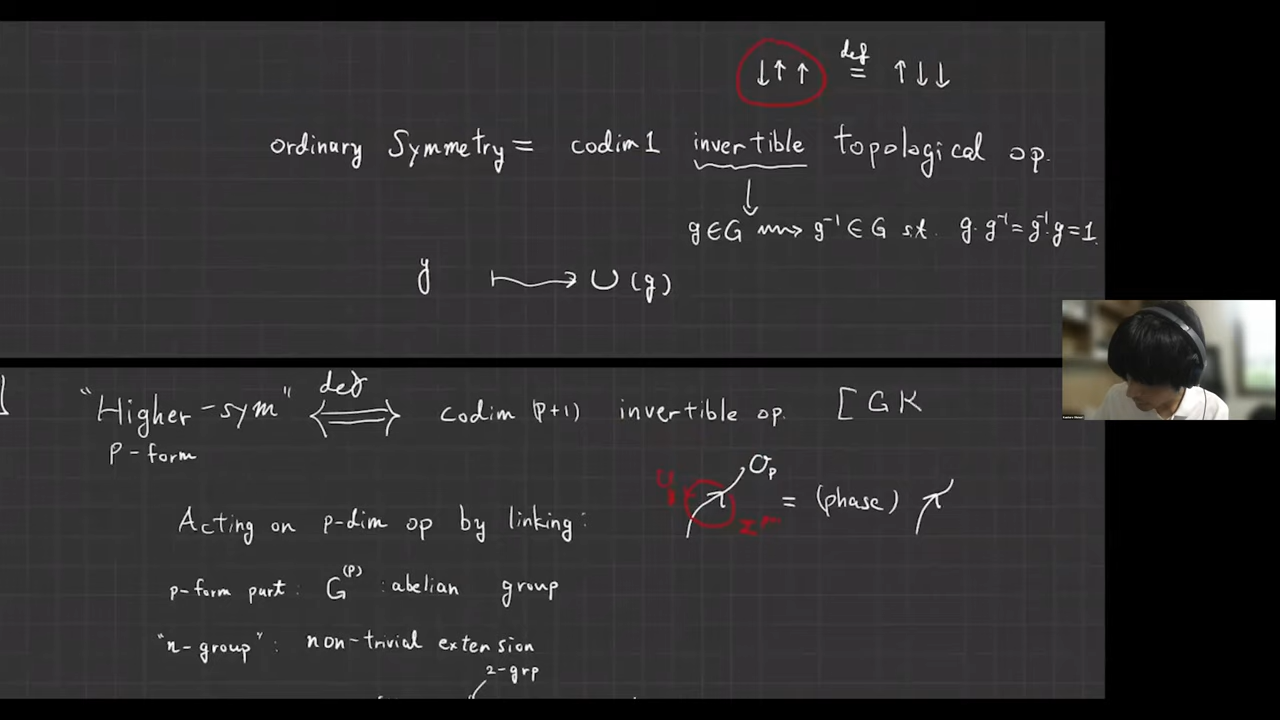 ↓↑↑ def= ↑↓↓
ordinary Symmetry = codim 1 invertible topological op.
g∈G ⟿ g⁻¹∈G s.t. g·g⁻¹=g⁻¹·g=1.
g ⟼ U(g)
"Higher-sym" def⟺ codim (p+1) invertible op. [GK
p-form
O_p
= (phase)
Acting on p-dim op by linking:
p-form part: G^(p) : abelian group
"n-group": non-trivial extension
2-grp